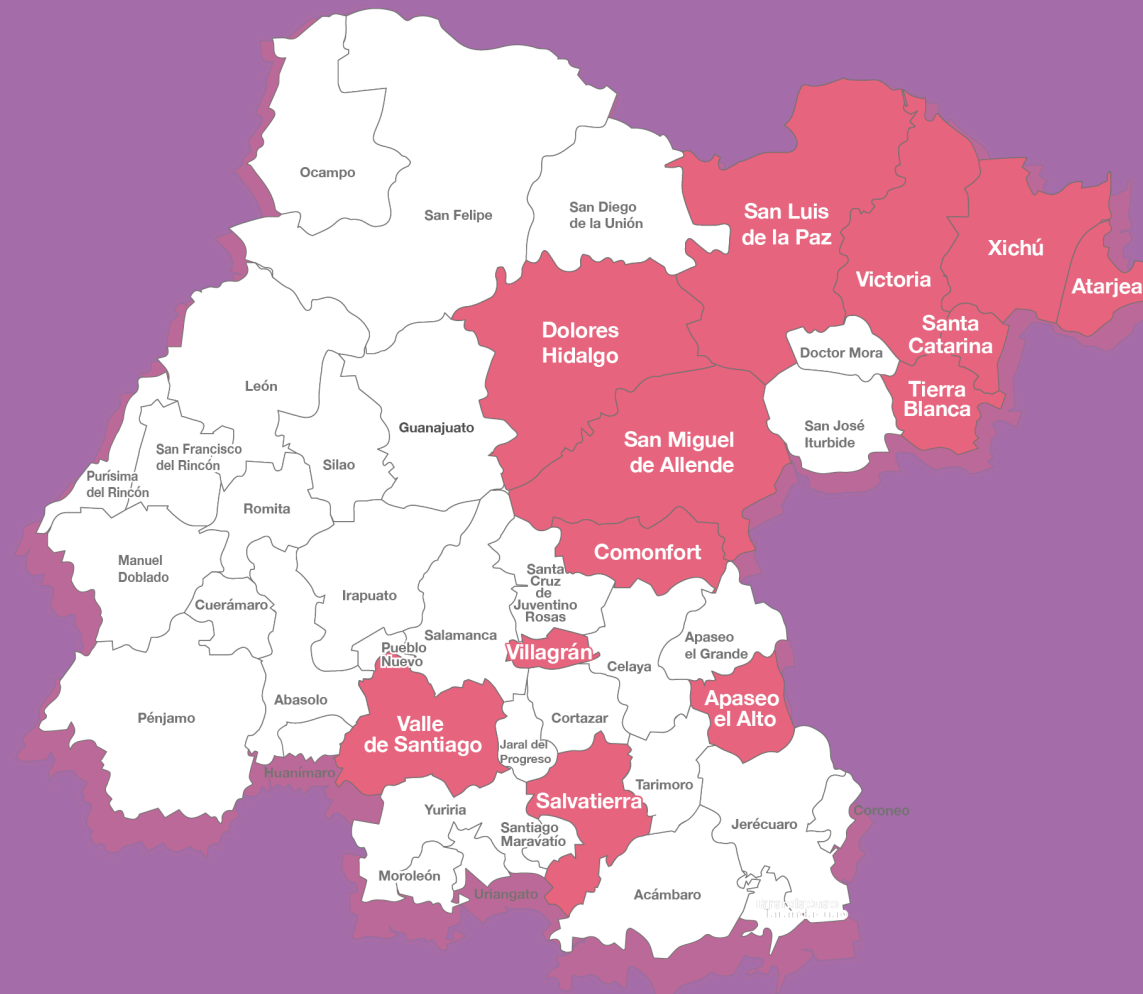 Ocampo
San Felipe
San Diego
de la Unión
San Luis
de la Paz
Xichú
Victoria
Atarjea
Santa
Catarina
Dolores
Hidalgo
Doctor Mora
Tierra
Blanca
León
Guanajuato
San Miguel
de Allende
San José
Iturbide
San Francisco
del Rincón
Silao
Purísima
del Rincón
Romita
Comonfort
Manuel
Doblado
Santa
Cruz
de
Juventino
Rosas
Irapuato
Cuerámaro
Salamanca
Apaseo
el Grande
Pueblo
Nuevo
Villagrán
Celaya
Abasolo
Apaseo
el Alto
Pénjamo
Cortazar
Valle
de Santiago
Jaral del
Progreso
Huanímaro
Tarimoro
Salvatierra
Yuriria
Coroneo
Santiago
Maravatío
Jerécuaro
Moroleón
Uriangato
Acámbaro